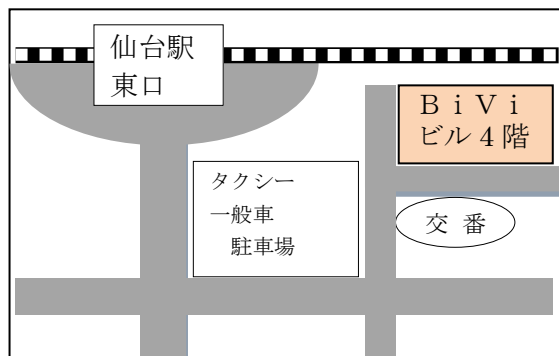 仙台駅
東口
ＢｉＶｉ
ビル４階
タクシー
一般車
駐車場
交 番